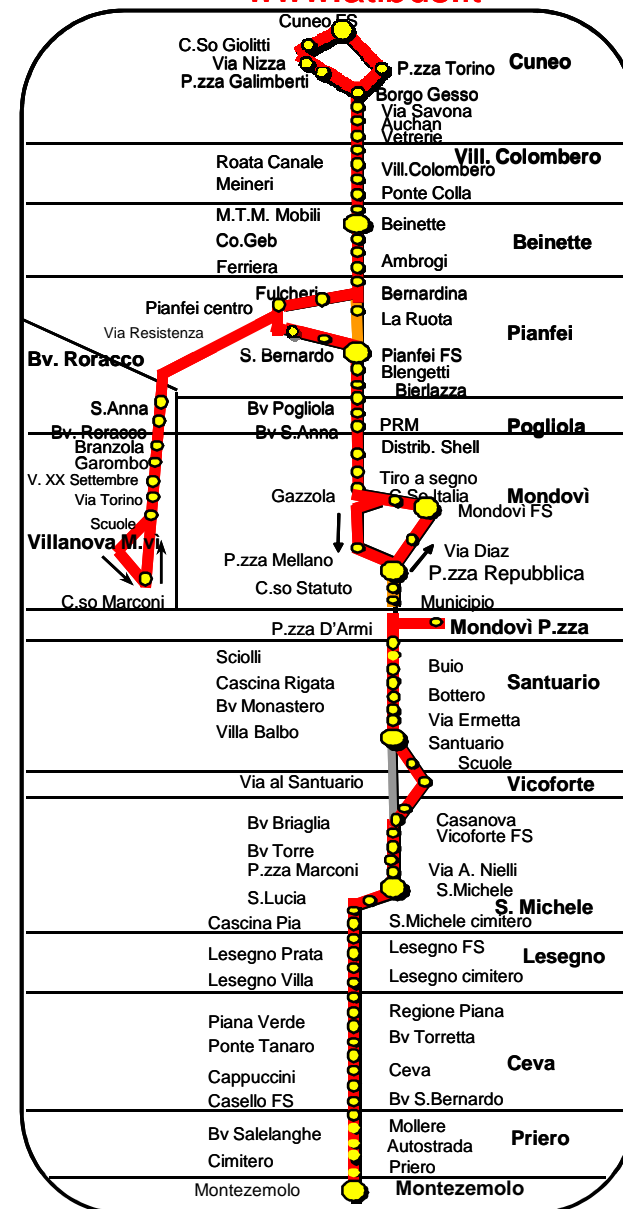 Cuneo FS
C.So Giolitti
Via Nizza
P.zza Galimberti
P.zza Torino
Cuneo
Borgo Gesso
Via Savona
Auchan
Vetrerie
Vill. Colombero
Roata Canale
Vill.Colombero
Meineri
Ponte Colla
M.T.M. Mobili
Beinette
Co.Geb
Beinette
Ferriera
Ambrogi
Fulcheri
Bernardina
Pianfei centro
La Ruota
Via Resistenza
Pianfei
S. Bernardo
Pianfei FS
Bv. Roracco
Blengetti
Bierlazza
S.Anna
Bv Pogliola
Bv. Roracco
Bv S.Anna
PRM
Pogliola
Branzola
Distrib. Shell
Garombo
V. XX Settembre
Tiro a segno
Via Torino
Gazzola
C.So Italia
Mondovì
Mondovì FS
Scuole
Villanova M.vì
Via Diaz
P.zza Mellano
P.zza Repubblica
C.so Statuto
C.so Marconi
Municipio
P.zza D'Armi
Mondovì P.zza
Sciolli
Buio
Cascina Rigata
Santuario
Bottero
Bv Monastero
Via Ermetta
Villa Balbo
Santuario
Scuole
Via al Santuario
Vicoforte
Bv Briaglia
Casanova
Vicoforte FS
Bv Torre
P.zza Marconi
Via A. Nielli
S.Michele
S.Lucia
S. Michele
Cascina Pia
S.Michele cimitero
Lesegno Prata
Lesegno FS
Lesegno
Lesegno Villa
Lesegno cimitero
Regione Piana
Piana Verde
Bv Torretta
Ponte Tanaro
Ceva
Ceva
Cappuccini
Casello FS
Bv S.Bernardo
Mollere
Bv Salelanghe
Autostrada
Priero
Cimitero
Priero
Montezemolo
Montezemolo